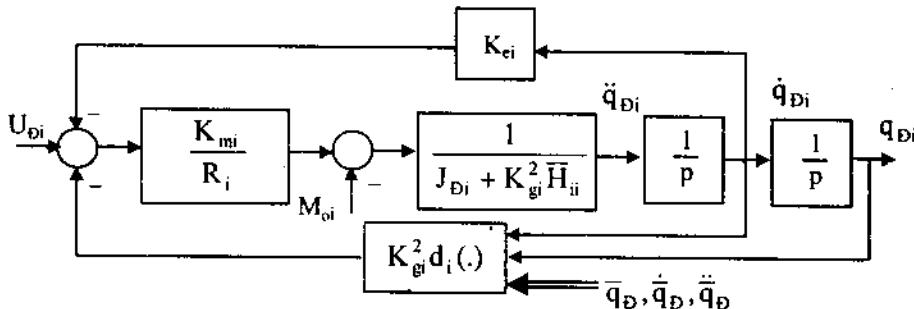 K_ei
q̈_Đi
q̇_Đi
U_Đi
−
K_mi / R_i
−
1 / (J_Đi + K_gi^2 H̅_ii)
1 / p
1 / p
q_Đi
−
M_oi
K_gi^2 d_i(.)
q̅_Đ, q̅̇_Đ, q̅̈_Đ